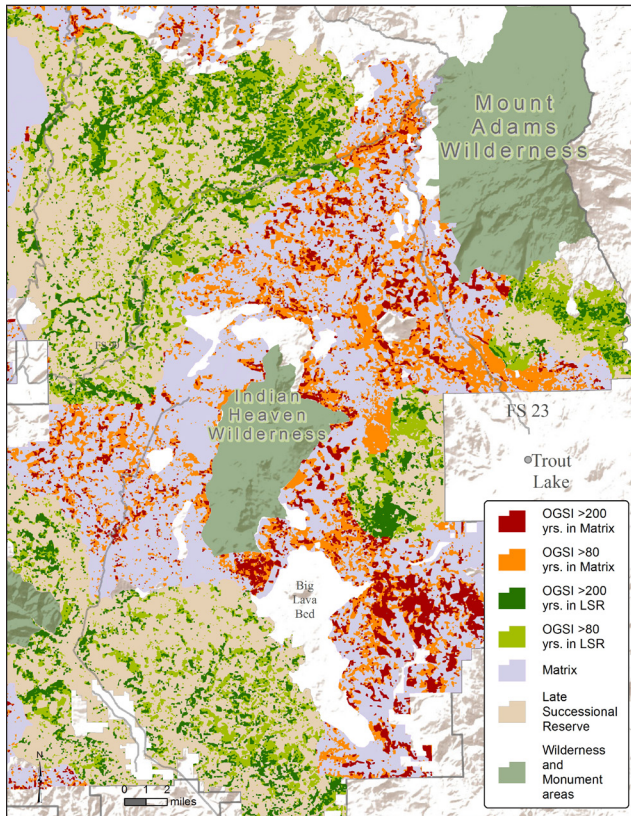 Mount
Adams
Wilderness
Indian
Heaven
Wilderness
FS 23
Trout
Lake
Big
Lava
Bed
OGSI >200
yrs. in Matrix
OGSI >80
yrs. in Matrix
OGSI >200
yrs. in LSR
OGSI >80
yrs. in LSR
Matrix
Late
Successional
Reserve
Wilderness
and
Monument
areas
N
0 1 2
miles